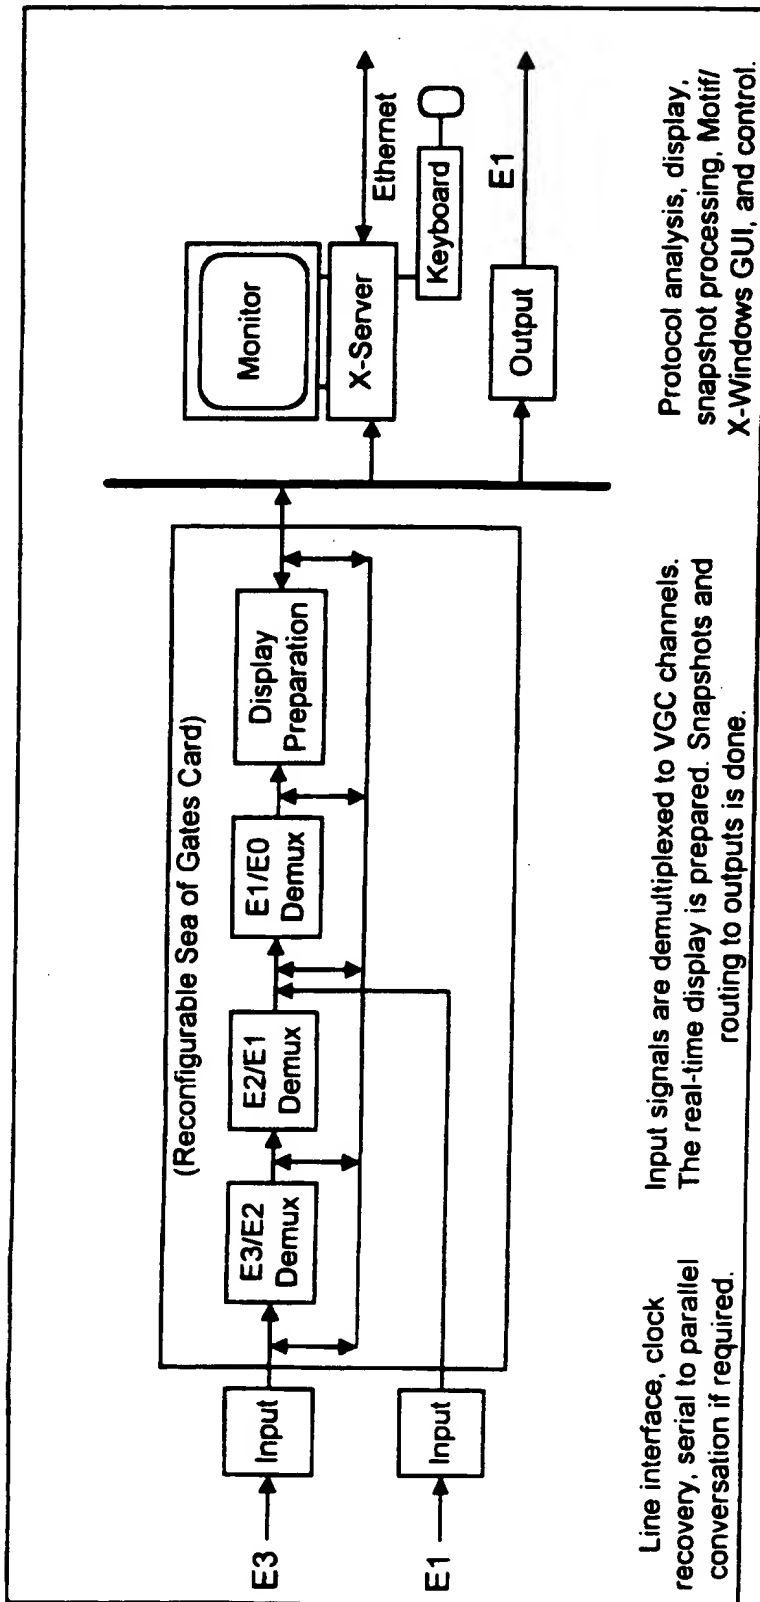 (Reconfigurable Sea of Gates Card)
E3
Input
E3/E2
Demux
E2/E1
Demux
E1/E0
Demux
Display
Preparation
Monitor
X-Server
Ethernet
Keyboard
E1
Input
Output
E1
Line interface, clock
recovery, serial to parallel
conversation if required.
Input signals are demultiplexed to VGC channels.
The real-time display is prepared. Snapshots and
routing to outputs is done.
Protocol analysis, display,
snapshot processing, Motif/
X-Windows GUI, and control.